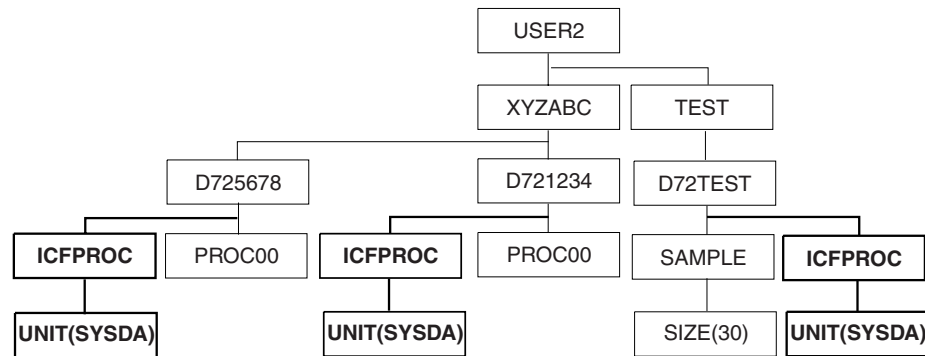 USER2
XYZABC TEST
D725678 D721234 D72TEST
ICFPROC PROC00 ICFPROC PROC00 SAMPLE ICFPROC
UNIT(SYSDA) UNIT(SYSDA) SIZE(30) UNIT(SYSDA)